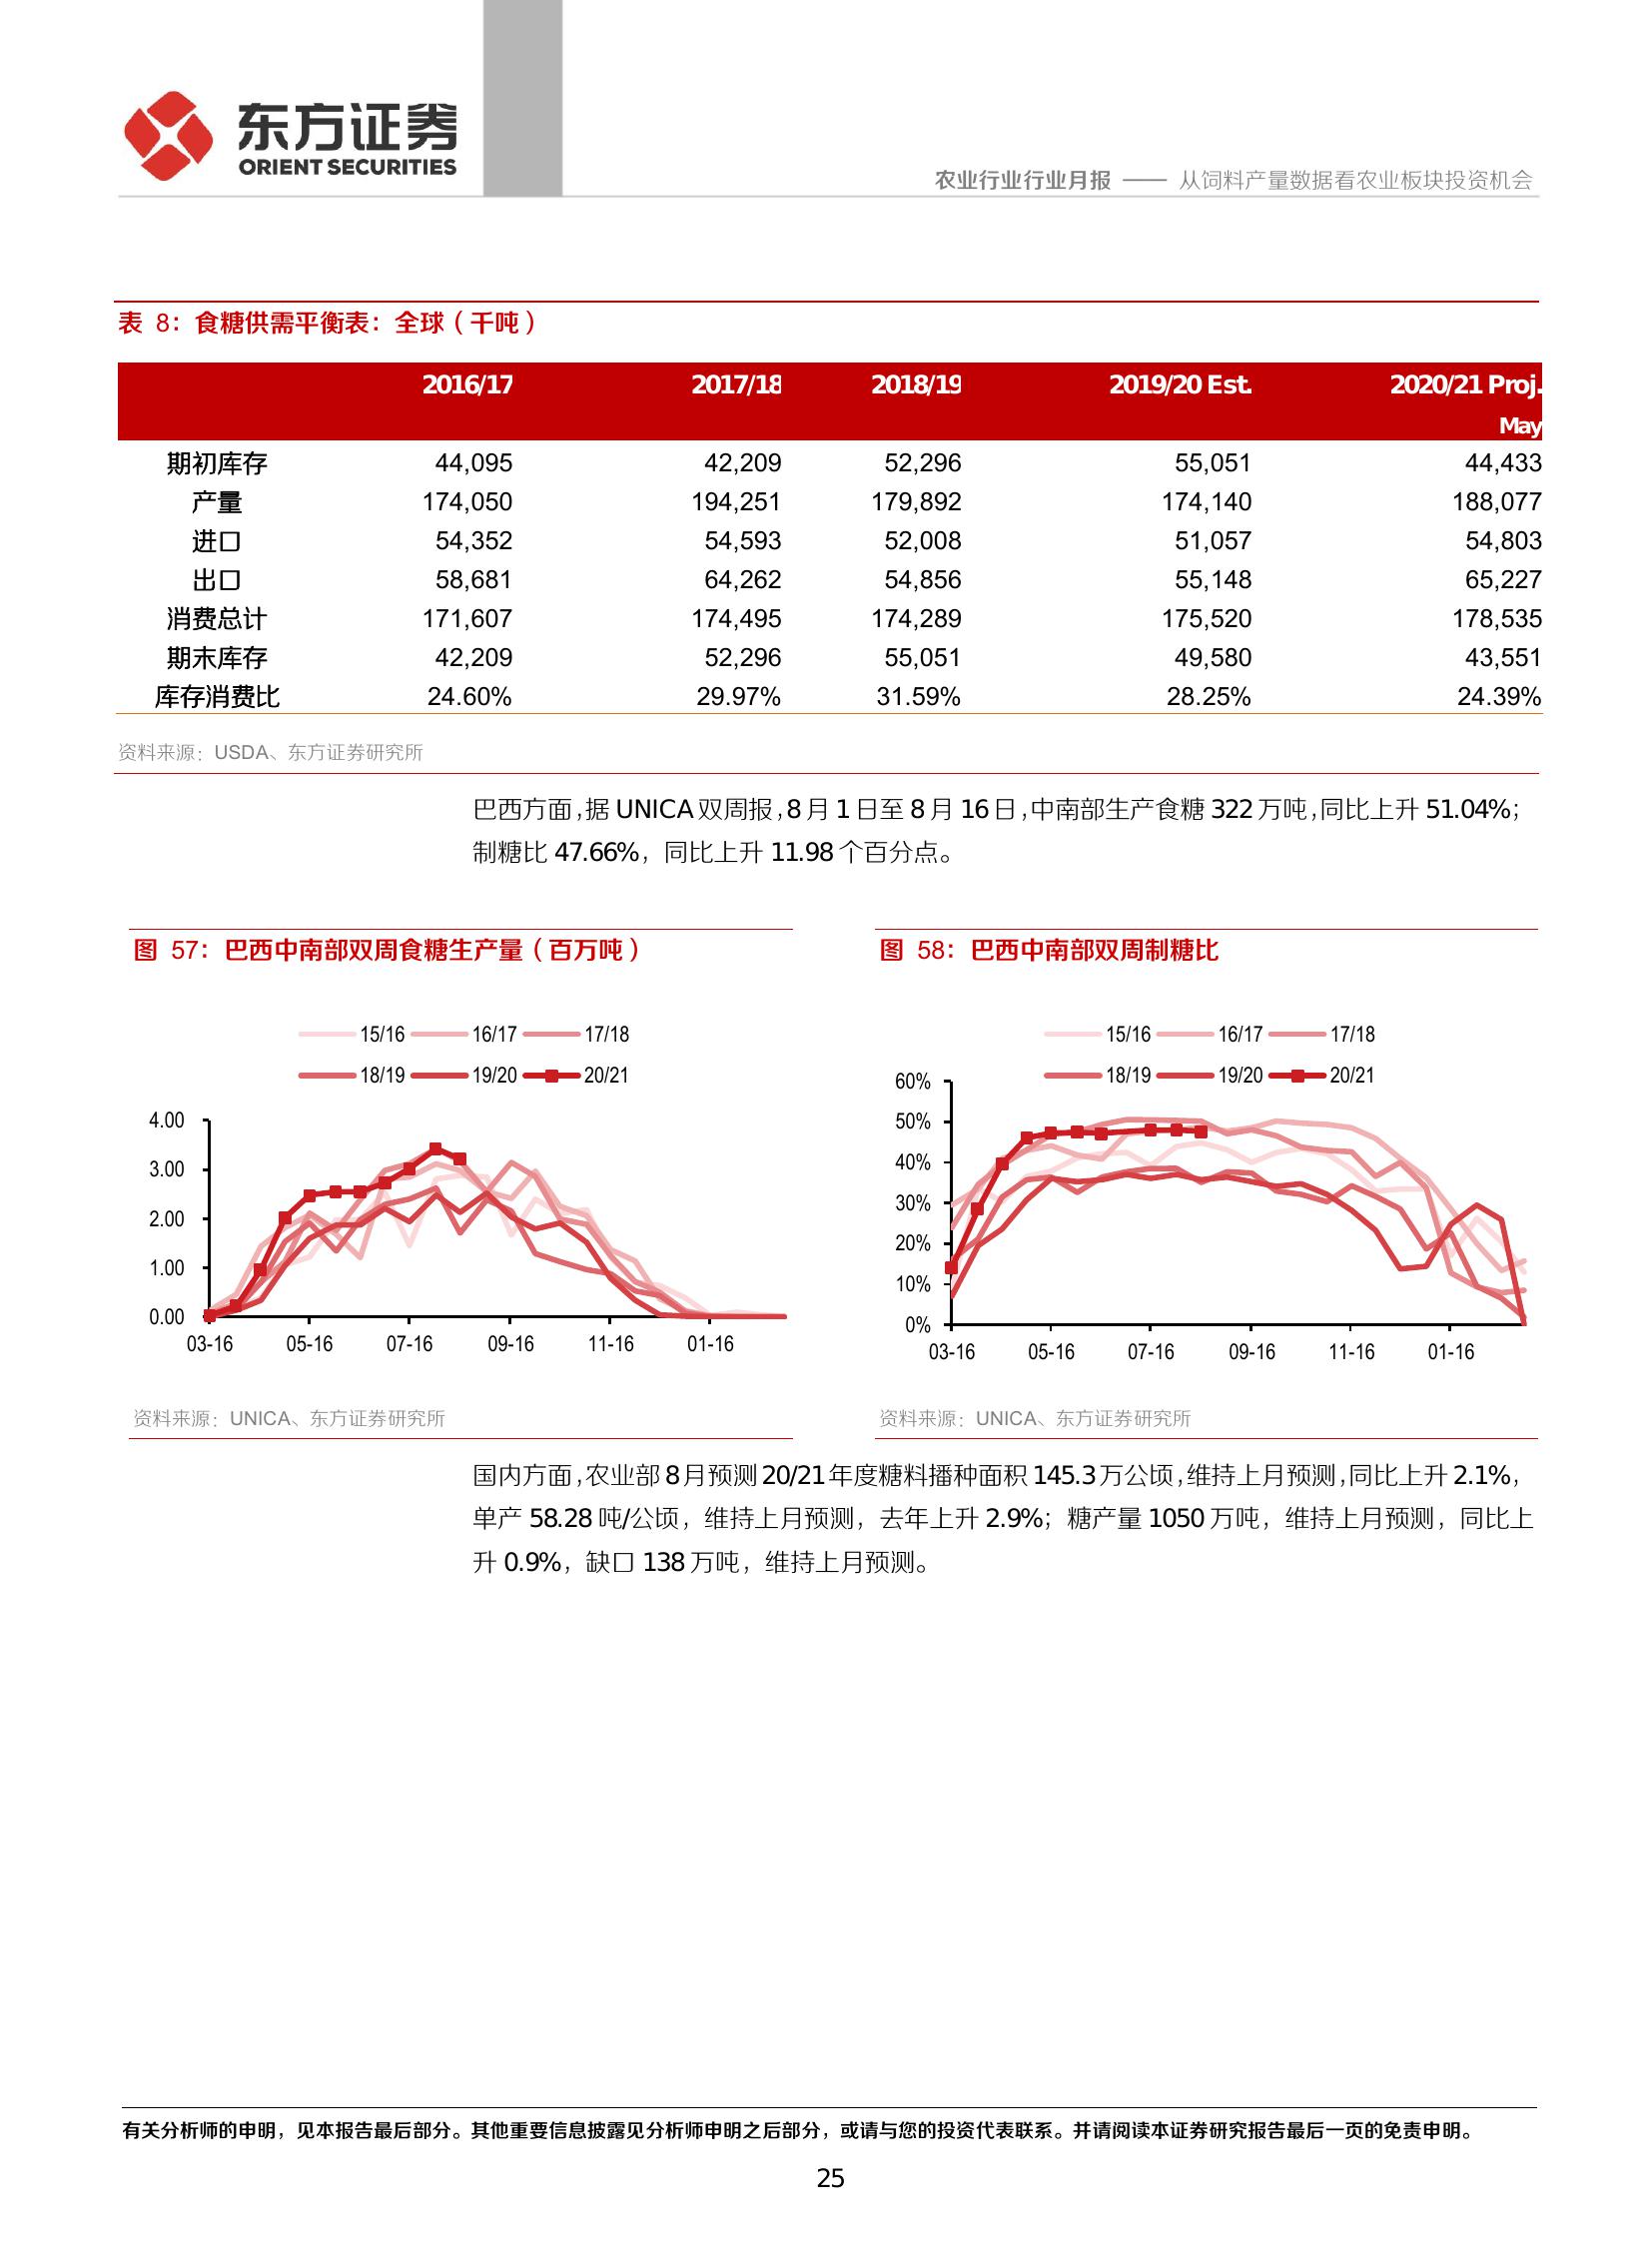 东方证券
ORIENT SECURITIES
农业行业行业月报 —— 从饲料产量数据看农业板块投资机会
表 8：食糖供需平衡表：全球（千吨）
2016/17 2017/18 2018/19 2019/20 Est. 2020/21 Proj.
May
期初库存 44,095 42,209 52,296 55,051 44,433
产量 174,050 194,251 179,892 174,140 188,077
进口 54,352 54,593 52,008 51,057 54,803
出口 58,681 64,262 54,856 55,148 65,227
消费总计 171,607 174,495 174,289 175,520 178,535
期末库存 42,209 52,296 55,051 49,580 43,551
库存消费比 24.60% 29.97% 31.59% 28.25% 24.39%
资料来源：USDA、东方证券研究所
巴西方面，据 UNICA 双周报，8 月 1 日至 8 月 16 日，中南部生产食糖 322 万吨，同比上升 51.04%；
制糖比 47.66%，同比上升 11.98 个百分点。
图 57：巴西中南部双周食糖生产量（百万吨）
15/16 16/17 17/18
18/19 19/20 20/21
4.00
3.00
2.00
1.00
0.00
03-16 05-16 07-16 09-16 11-16 01-16
资料来源：UNICA、东方证券研究所
图 58：巴西中南部双周制糖比
15/16 16/17 17/18
18/19 19/20 20/21
60%
50%
40%
30%
20%
10%
0%
03-16 05-16 07-16 09-16 11-16 01-16
资料来源：UNICA、东方证券研究所
国内方面，农业部 8 月预测 20/21 年度糖料播种面积 145.3 万公顷，维持上月预测，同比上升 2.1%，
单产 58.28 吨/公顷，维持上月预测，去年上升 2.9%；糖产量 1050 万吨，维持上月预测，同比上
升 0.9%，缺口 138 万吨，维持上月预测。
有关分析师的申明，见本报告最后部分。其他重要信息披露见分析师申明之后部分，或请与您的投资代表联系。并请阅读本证券研究报告最后一页的免责申明。
25